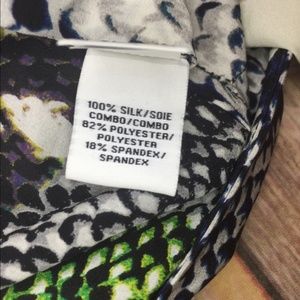 100% SILK/SOIE
COMBO/COMBO
82% POLYESTER/
POLYESTER
18% SPANDEX/
SPANDEX